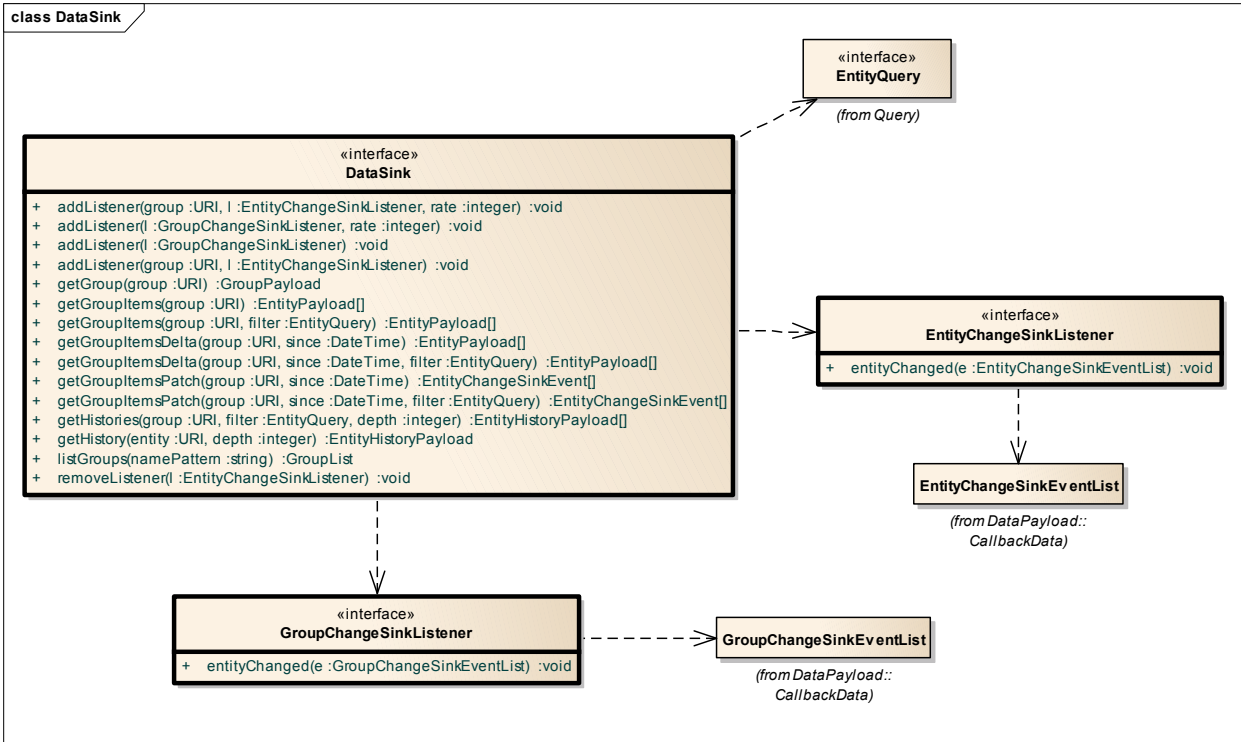 class DataSink
«interface»
EntityQuery
(from Query)
«interface»
DataSink
+ addListener(group :URI, l :EntityChangeSinkListener, rate :integer) :void
+ addListener(l :GroupChangeSinkListener, rate :integer) :void
+ addListener(l :GroupChangeSinkListener) :void
+ addListener(group :URI, l :EntityChangeSinkListener) :void
+ getGroup(group :URI) :GroupPayload
+ getGroupItems(group :URI) :EntityPayload[]
+ getGroupItems(group :URI, filter :EntityQuery) :EntityPayload[]
+ getGroupItemsDelta(group :URI, since :DateTime) :EntityPayload[]
+ getGroupItemsDelta(group :URI, since :DateTime, filter :EntityQuery) :EntityPayload[]
+ getGroupItemsPatch(group :URI, since :DateTime) :EntityChangeSinkEvent[]
+ getGroupItemsPatch(group :URI, since :DateTime, filter :EntityQuery) :EntityChangeSinkEvent[]
+ getHistories(group :URI, filter :EntityQuery, depth :integer) :EntityHistoryPayload[]
+ getHistory(entity :URI, depth :integer) :EntityHistoryPayload
+ listGroups(namePattern :string) :GroupList
+ removeListener(l :EntityChangeSinkListener) :void
«interface»
EntityChangeSinkListener
+ entityChanged(e :EntityChangeSinkEventList) :void
EntityChangeSinkEventList
(from DataPayload::
CallbackData)
«interface»
GroupChangeSinkListener
+ entityChanged(e :GroupChangeSinkEventList) :void
GroupChangeSinkEventList
(from DataPayload::
CallbackData)